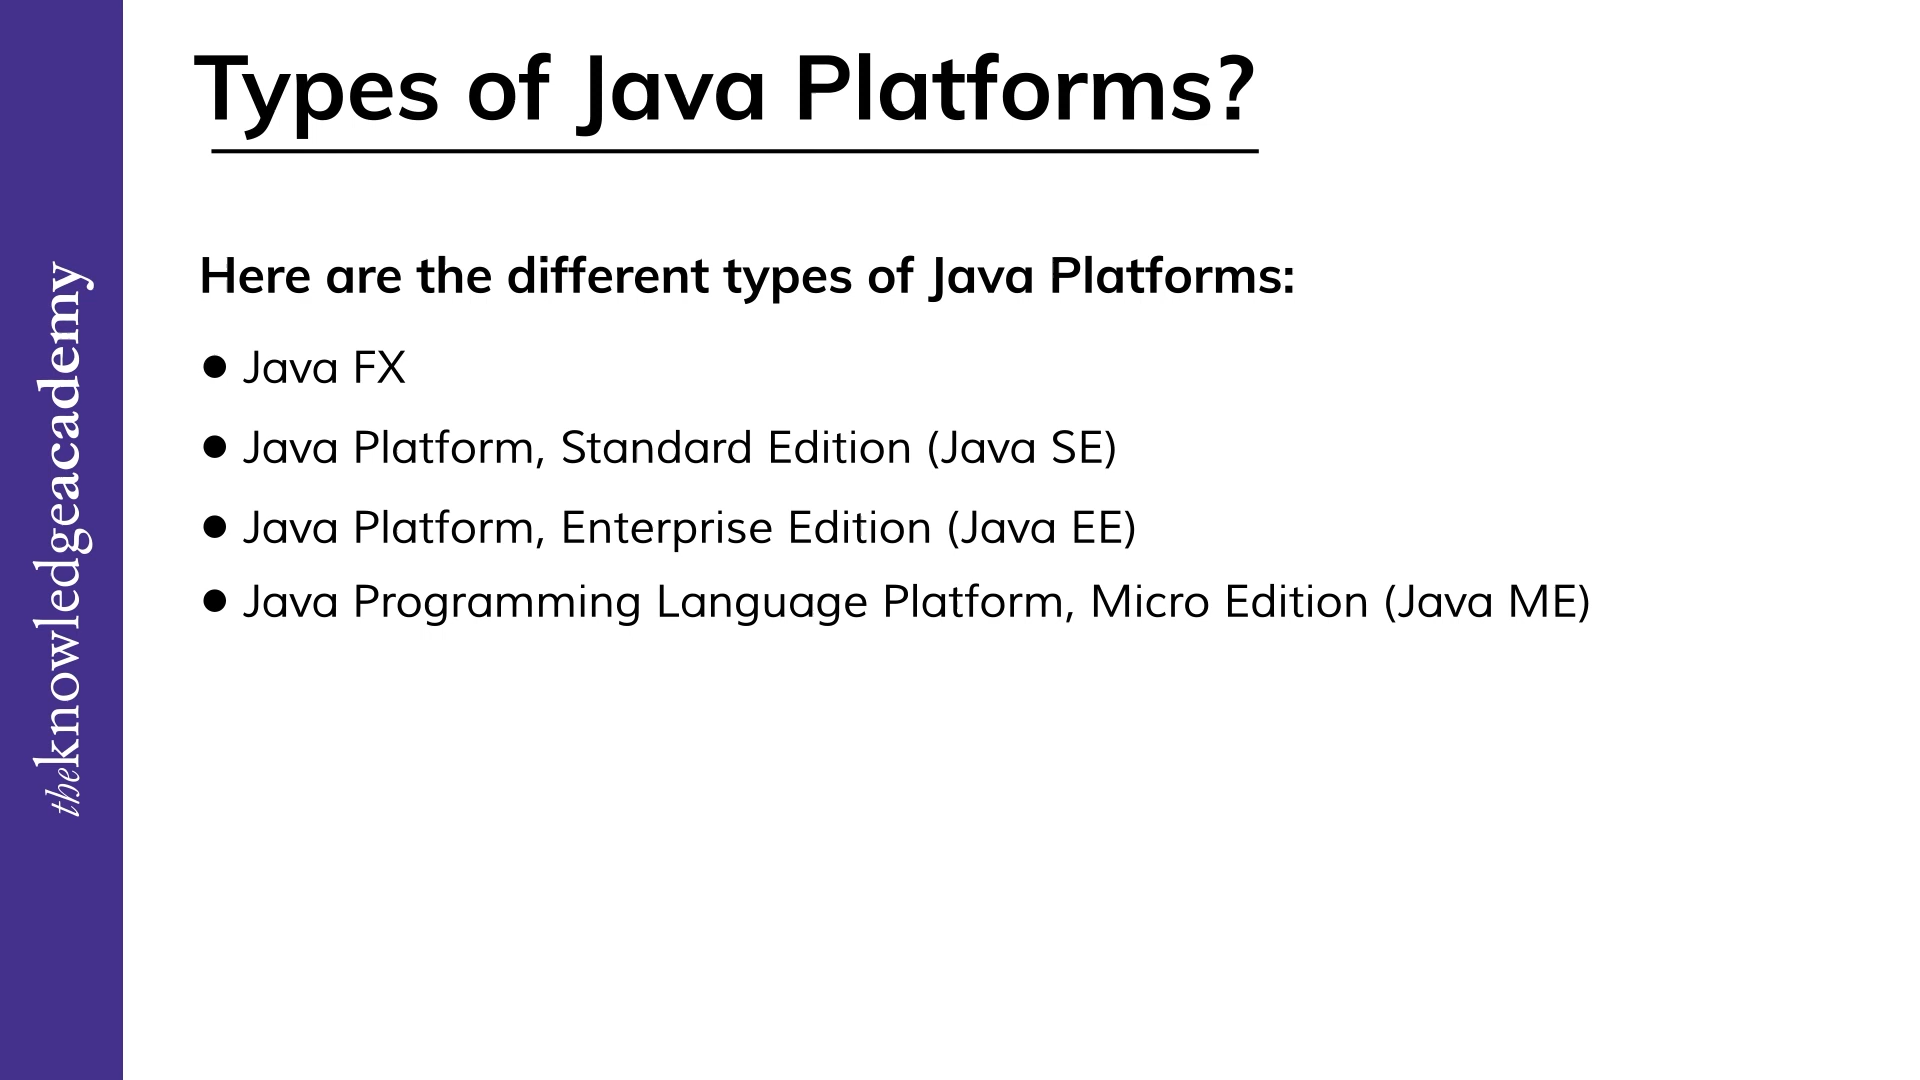 Types of Java Platforms?
Here are the different types of Java Platforms:
● Java FX
● Java Platform, Standard Edition (Java SE)
● Java Platform, Enterprise Edition (Java EE)
● Java Programming Language Platform, Micro Edition (Java ME)
theknowledgeacademy